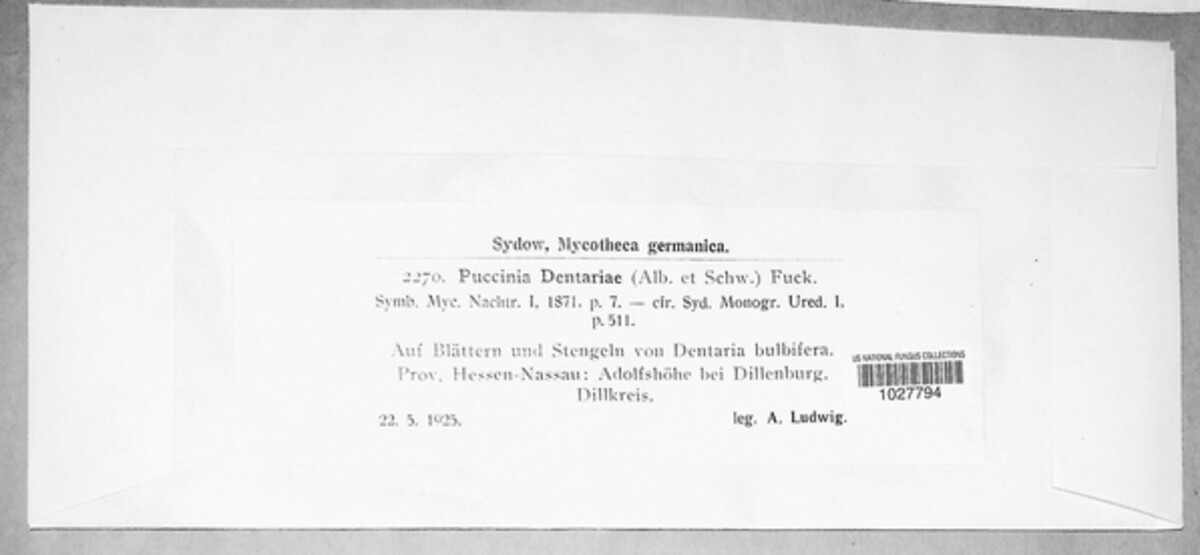 Sydow, Mycotheca germanica.
2270. Puccinia Dentariae (Alb. et Schw.) Fuck.
Symb. Myc. Nachtr. I, 1871. p. 7. — cfr. Syd. Monogr. Ured. I.
p. 511.
Auf Blättern und Stengeln von Dentaria bulbifera.
Prov. Hessen-Nassau: Adolfshöhe bei Dillenburg,
Dillkreis.
22. 5. 1925.
leg. A. Ludwig.
US NATIONAL FUNGUS COLLECTIONS
1027794